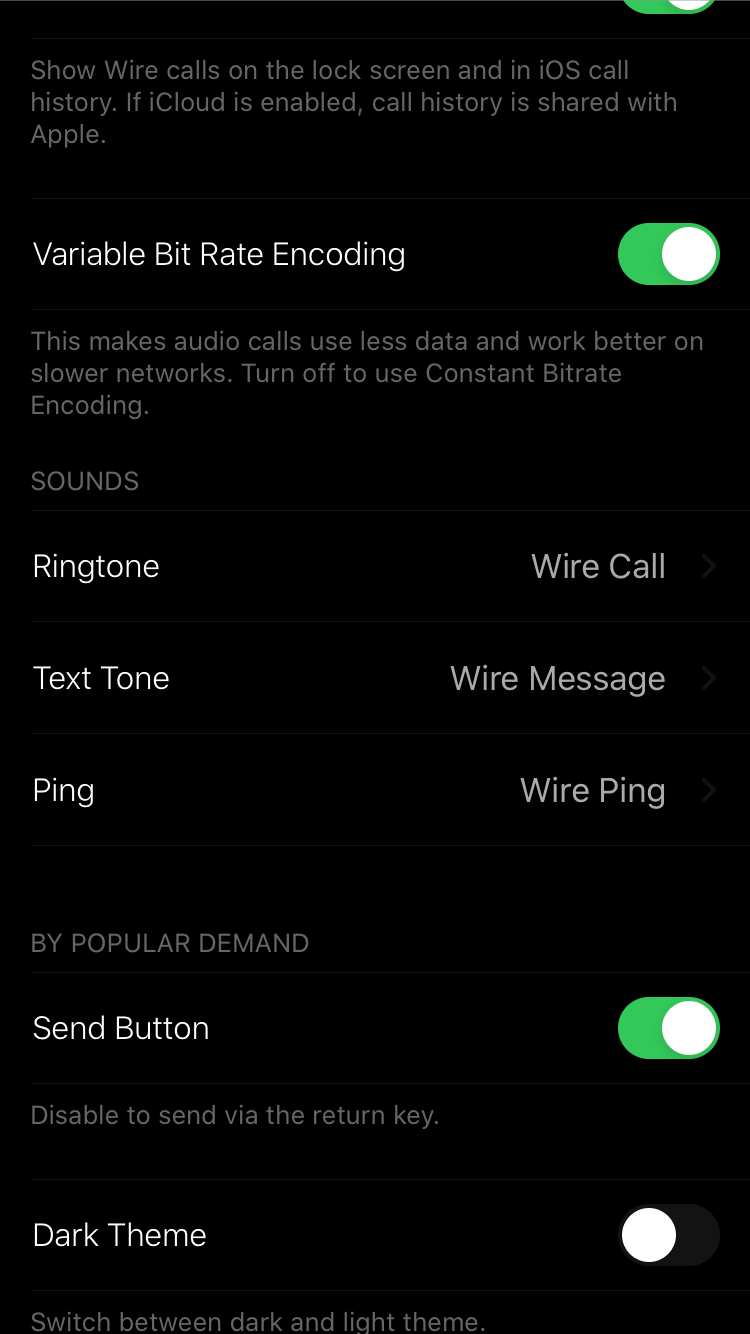 Show Wire calls on the lock screen and in iOS call
history. If iCloud is enabled, call history is shared with
Apple.
Variable Bit Rate Encoding
This makes audio calls use less data and work better on
slower networks. Turn off to use Constant Bitrate
Encoding.
SOUNDS
Ringtone Wire Call
Text Tone Wire Message
Ping Wire Ping
BY POPULAR DEMAND
Send Button
Disable to send via the return key.
Dark Theme
Switch between dark and light theme.